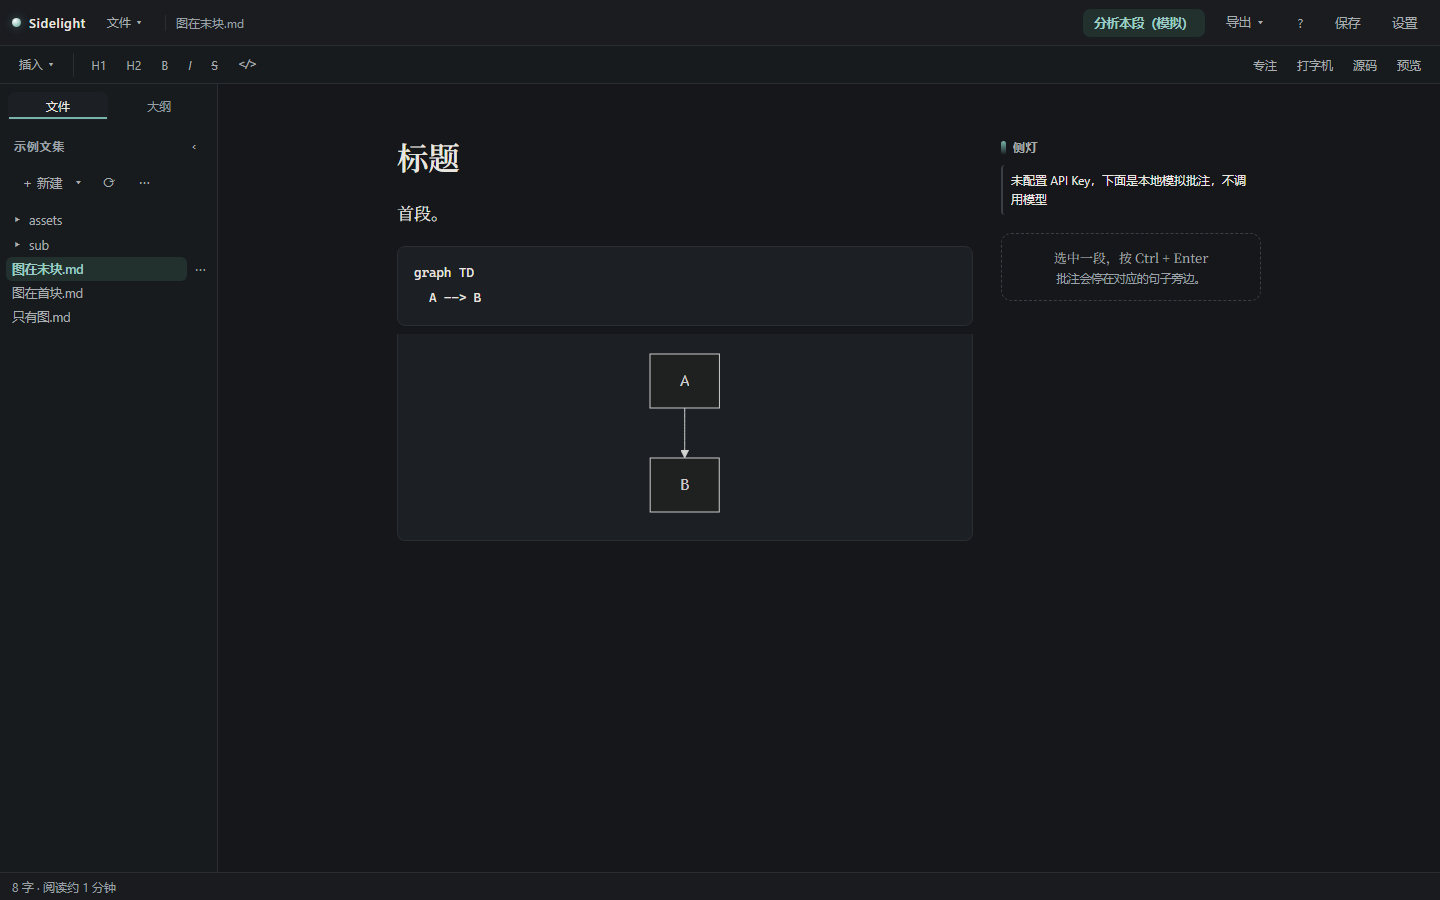 Sidelight 文件 图在末块.md 分析本段（模拟） 导出 ? 保存 设置
插入 H1 H2 B I S </> 专注 打字机 源码 预览
文件 大纲
示例文集 ‹
+ 新建 ⟳ ···
assets
sub
图在末块.md ···
图在首块.md
只有图.md
标题
首段。
graph TD
A --> B
A
B
侧灯
未配置 API Key，下面是本地模拟批注，不调
用模型
选中一段，按 Ctrl + Enter
批注会停在对应的句子旁边。
8 字 · 阅读约 1 分钟